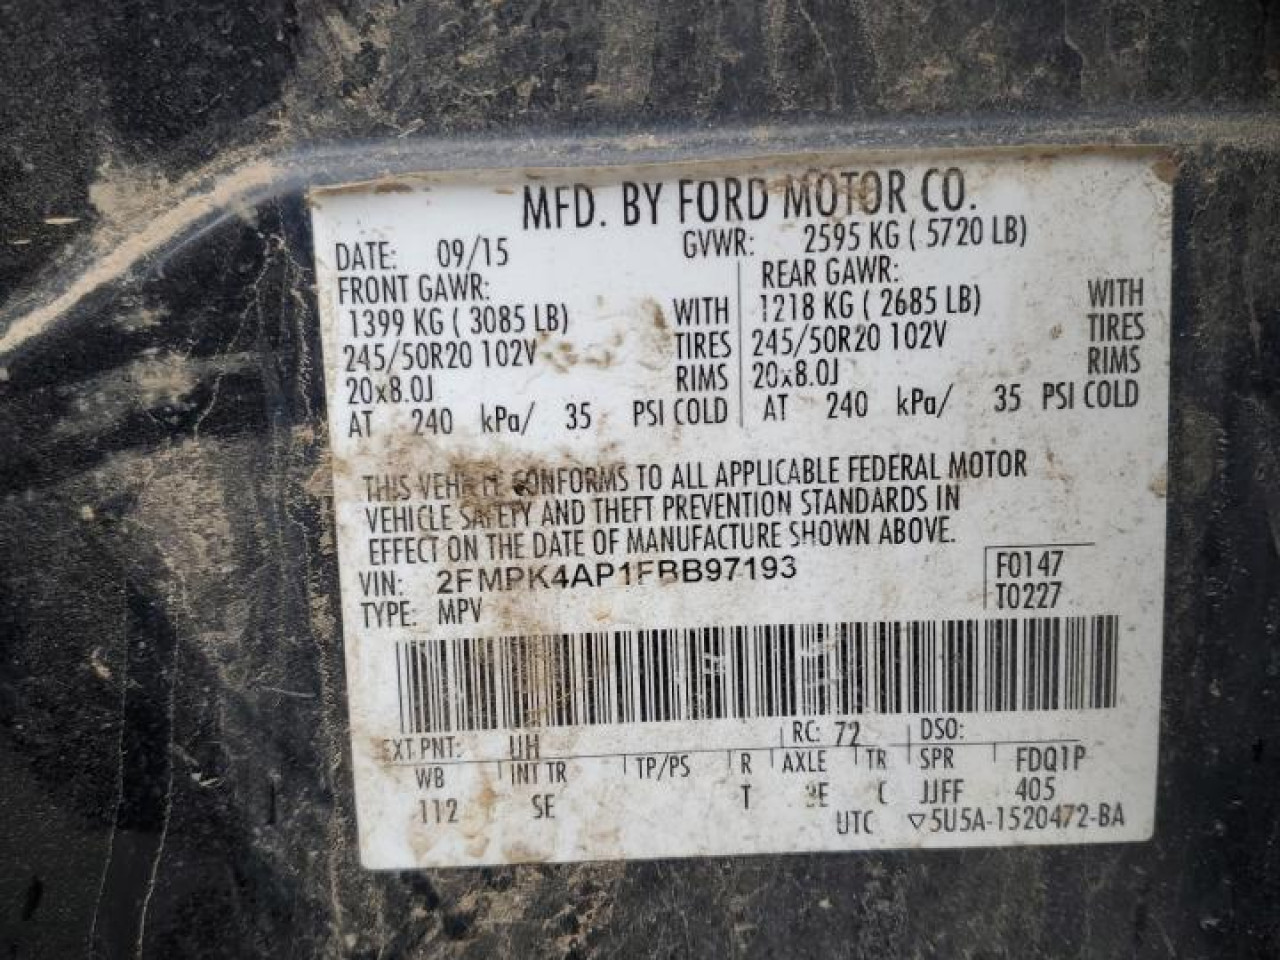 MFD. BY FORD MOTOR CO.
DATE: 09/15 GVWR: 2595 KG ( 5720 LB)
FRONT GAWR: REAR GAWR:
1399 KG ( 3085 LB) WITH 1218 KG ( 2685 LB) WITH
245/50R20 102V TIRES 245/50R20 102V TIRES
20x8.0J RIMS 20x8.0J RIMS
AT 240 kPa/ 35 PSI COLD AT 240 kPa/ 35 PSI COLD
THIS VEHICLE CONFORMS TO ALL APPLICABLE FEDERAL MOTOR
VEHICLE SAFETY AND THEFT PREVENTION STANDARDS IN
EFFECT ON THE DATE OF MANUFACTURE SHOWN ABOVE.
VIN: 2FMPK4AP1FBB97193 F0147
TYPE: MPV T0227
EXT PNT: UH RC: 72 DSO:
WB INT TR TP/PS R AXLE TR SPR FDQ1P
112 SE T JJFF 405
UTC ▽5U5A-1520472-BA